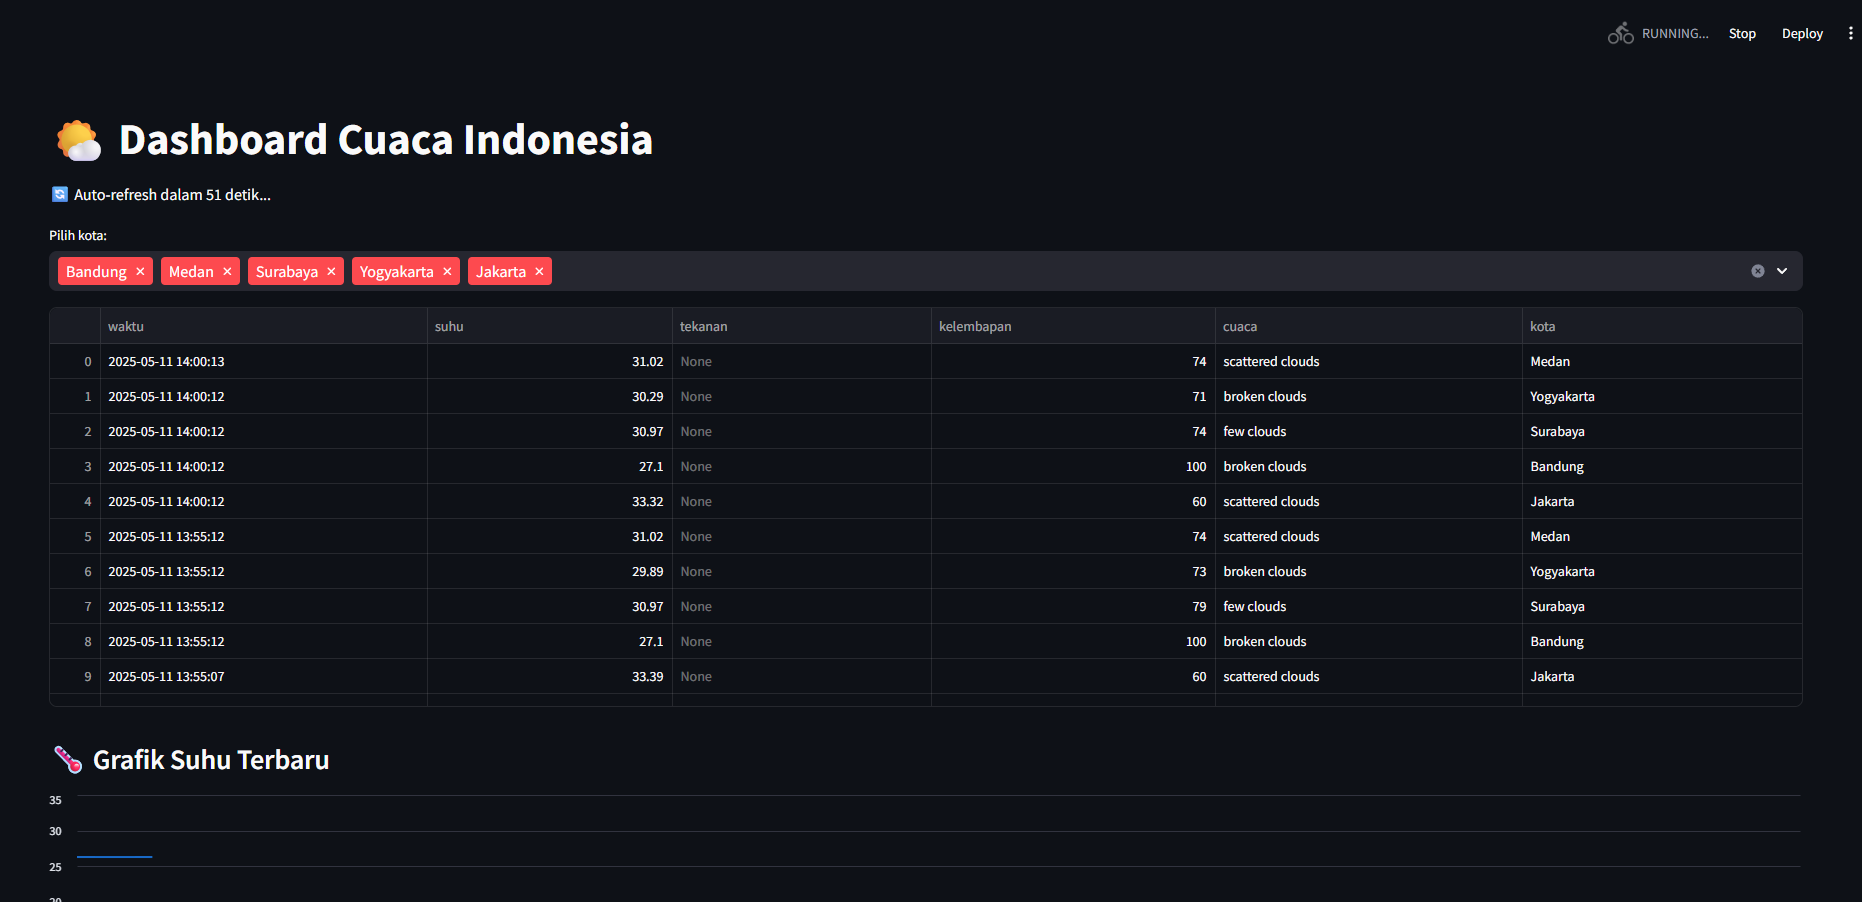 RUNNING... Stop Deploy
Dashboard Cuaca Indonesia
Auto-refresh dalam 51 detik...
Pilih kota:
Bandung × Medan × Surabaya × Yogyakarta × Jakarta ×
waktu suhu tekanan kelembapan cuaca kota
0 2025-05-11 14:00:13 31.02 None 74 scattered clouds Medan
1 2025-05-11 14:00:12 30.29 None 71 broken clouds Yogyakarta
2 2025-05-11 14:00:12 30.97 None 74 few clouds Surabaya
3 2025-05-11 14:00:12 27.1 None 100 broken clouds Bandung
4 2025-05-11 14:00:12 33.32 None 60 scattered clouds Jakarta
5 2025-05-11 13:55:12 31.02 None 74 scattered clouds Medan
6 2025-05-11 13:55:12 29.89 None 73 broken clouds Yogyakarta
7 2025-05-11 13:55:12 30.97 None 79 few clouds Surabaya
8 2025-05-11 13:55:12 27.1 None 100 broken clouds Bandung
9 2025-05-11 13:55:07 33.39 None 60 scattered clouds Jakarta
Grafik Suhu Terbaru
35
30
25